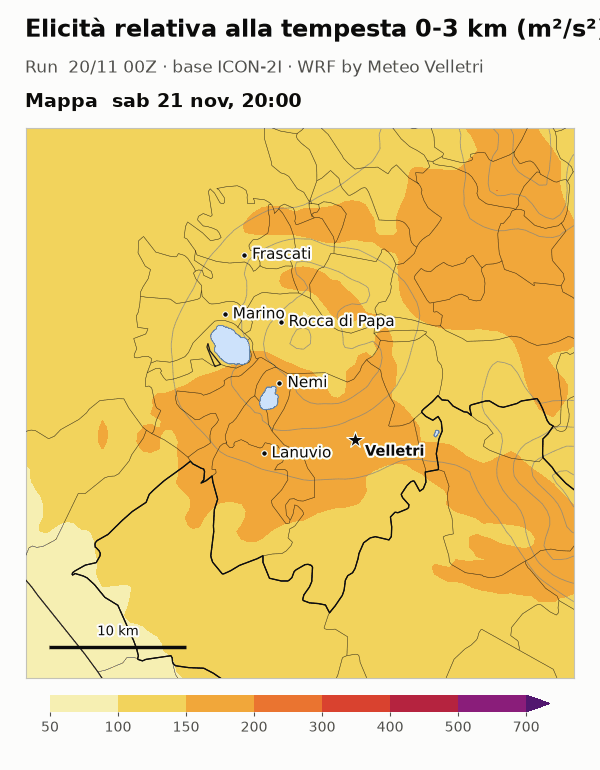 Elicità relativa alla tempesta 0-3 km (m²/s²)
Run 20/11 00Z · base ICON-2I · WRF by Meteo Velletri
Mappa sab 21 nov, 20:00
Frascati
Marino
Rocca di Papa
Nemi
Velletri
Lanuvio
10 km
50 100 150 200 300 400 500 700